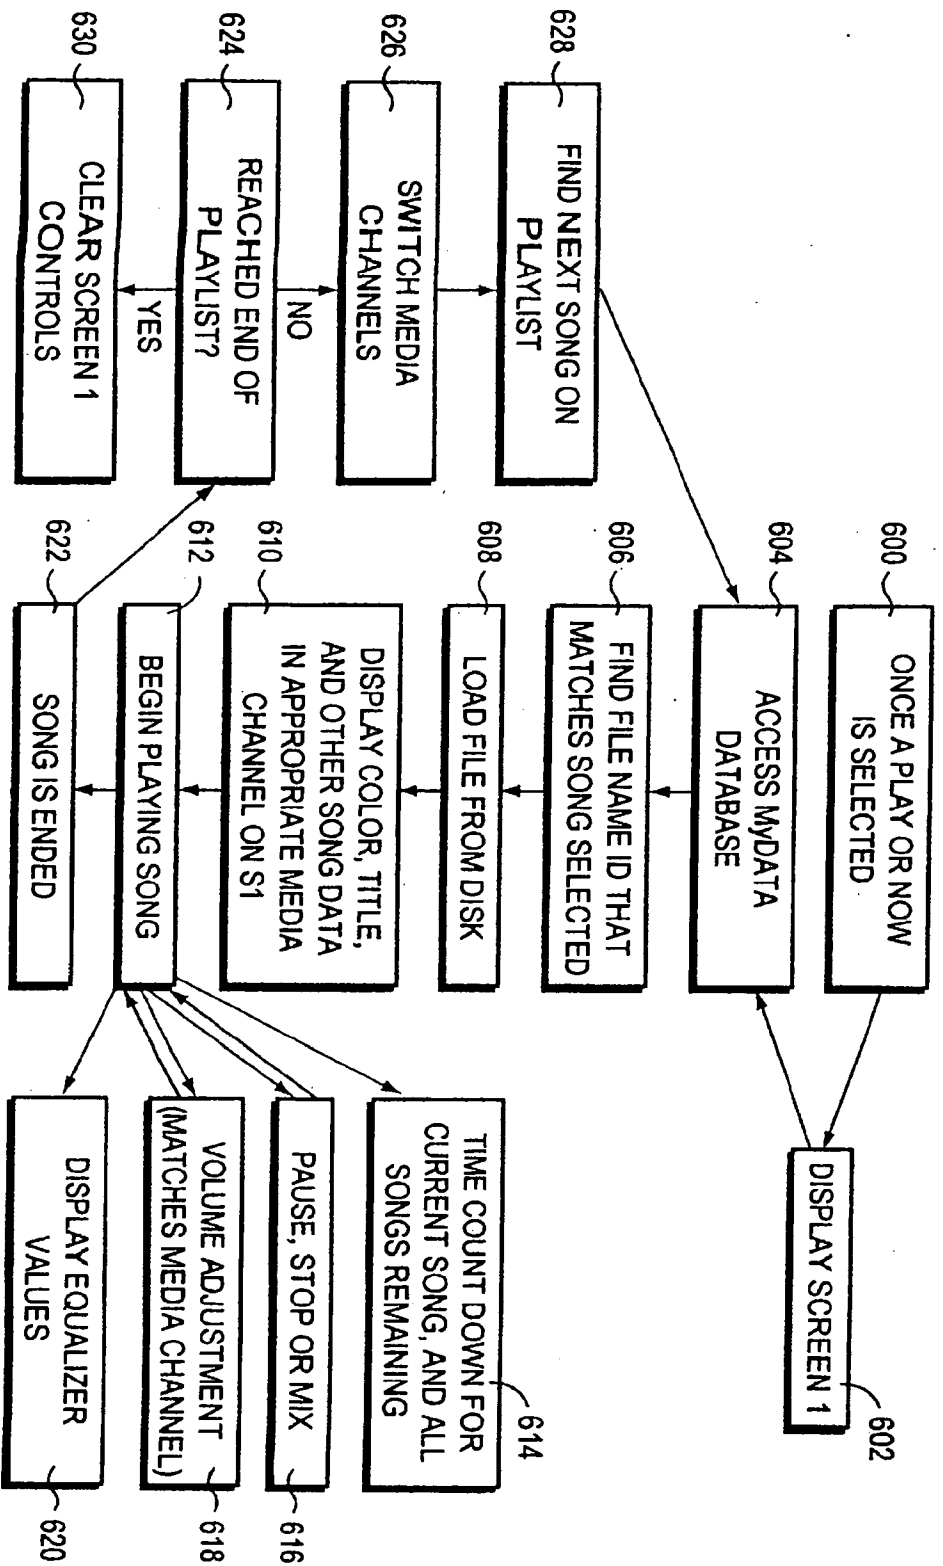 600
ONCE A PLAY OR NOW
IS SELECTED
DISPLAY SCREEN 1
602
604
ACCESS MyDATA
DATABASE
606
FIND FILE NAME ID THAT
MATCHES SONG SELECTED
608
LOAD FILE FROM DISK
610
DISPLAY COLOR, TITLE,
AND OTHER SONG DATA
IN APPROPRIATE MEDIA
CHANNEL ON S1
612
BEGIN PLAYING SONG
614
TIME COUNT DOWN FOR
CURRENT SONG, AND ALL
SONGS REMAINING
PAUSE, STOP OR MIX
616
VOLUME ADJUSTMENT
(MATCHES MEDIA CHANNEL)
618
DISPLAY EQUALIZER
VALUES
620
622
SONG IS ENDED
628
FIND NEXT SONG ON
PLAYLIST
626
SWITCH MEDIA
CHANNELS
NO
624
REACHED END OF
PLAYLIST?
YES
630
CLEAR SCREEN 1
CONTROLS